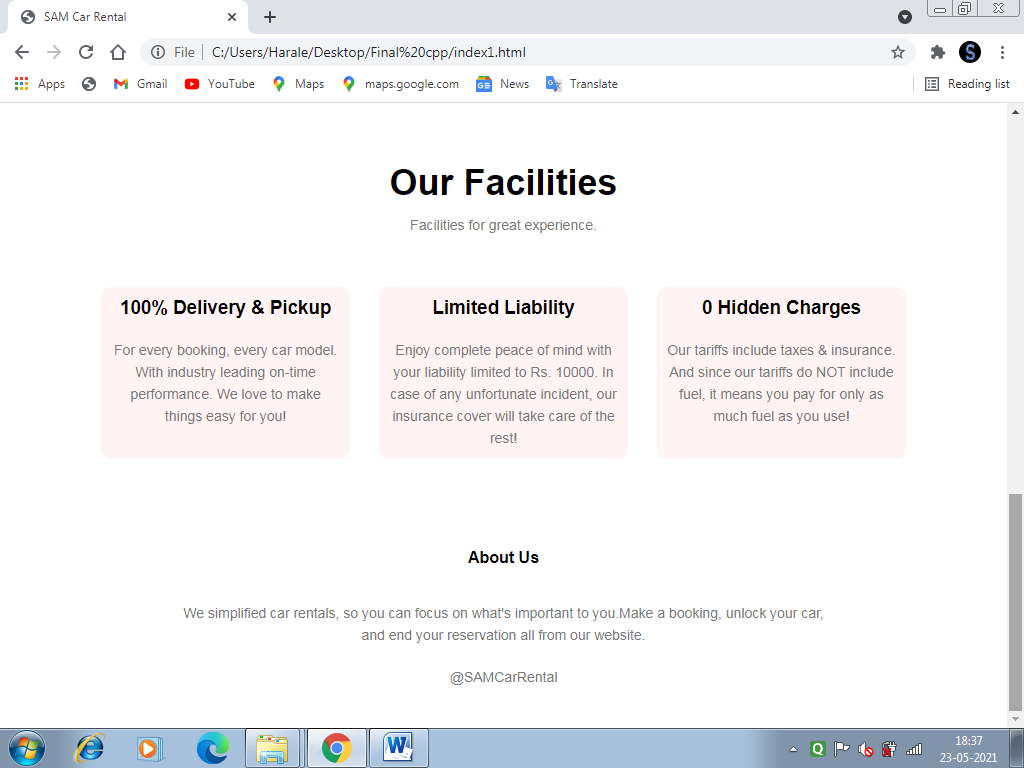 SAM Car Rental
File
C:/Users/Harale/Desktop/Final%20cpp/index1.html
S
Apps
Gmail
YouTube
Maps
maps.google.com
News
Translate
Reading list
Our Facilities
Facilities for great experience.
100% Delivery & Pickup
For every booking, every car model.
With industry leading on-time
performance. We love to make
things easy for you!
Limited Liability
Enjoy complete peace of mind with
your liability limited to Rs. 10000. In
case of any unfortunate incident, our
insurance cover will take care of the
rest!
0 Hidden Charges
Our tariffs include taxes & insurance.
And since our tariffs do NOT include
fuel, it means you pay for only as
much fuel as you use!
About Us
We simplified car rentals, so you can focus on what's important to you.Make a booking, unlock your car,
and end your reservation all from our website.
@SAMCarRental
18:37
23-05-2021